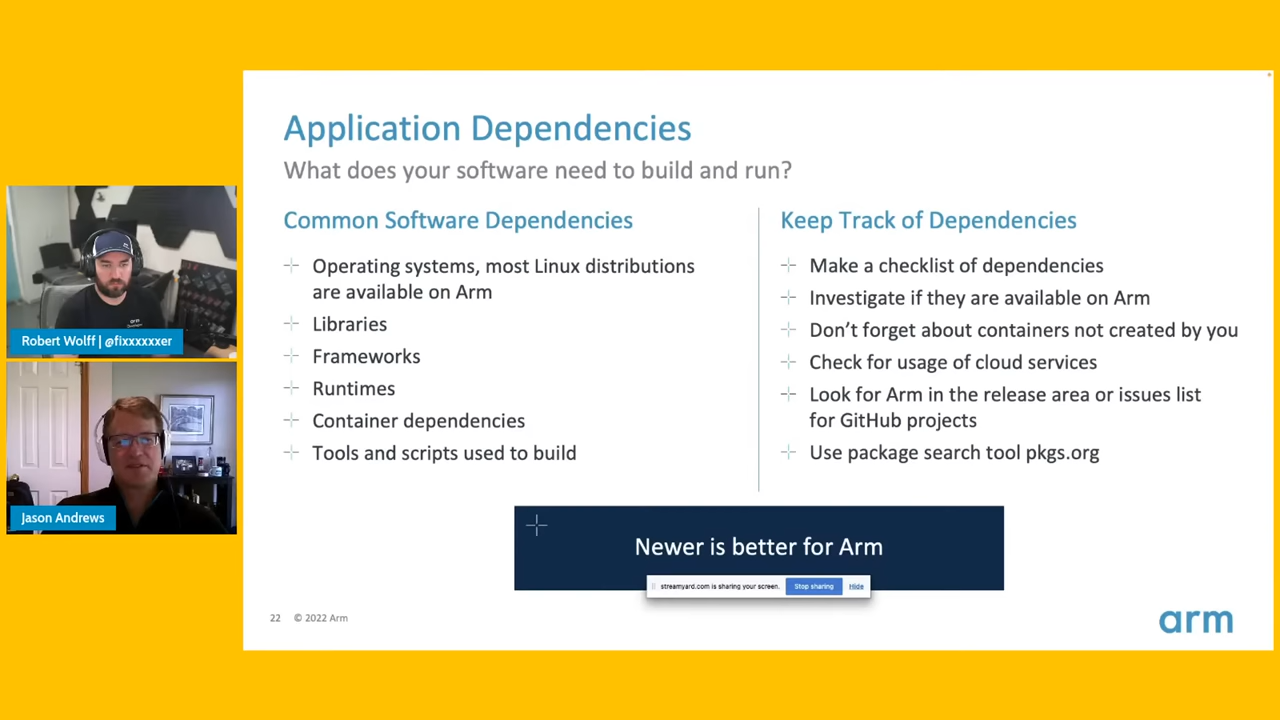 Application Dependencies
What does your software need to build and run?
Common Software Dependencies
Operating systems, most Linux distributions
are available on Arm
Libraries
Frameworks
Runtimes
Container dependencies
Tools and scripts used to build
Keep Track of Dependencies
Make a checklist of dependencies
Investigate if they are available on Arm
Don't forget about containers not created by you
Check for usage of cloud services
Look for Arm in the release area or issues list
for GitHub projects
Use package search tool pkgs.org
Newer is better for Arm
streamyard.com is sharing your screen.
Stop sharing
Hide
22 © 2022 Arm
arm
Robert Wolff | @fixxxxxxer
arm
Jason Andrews